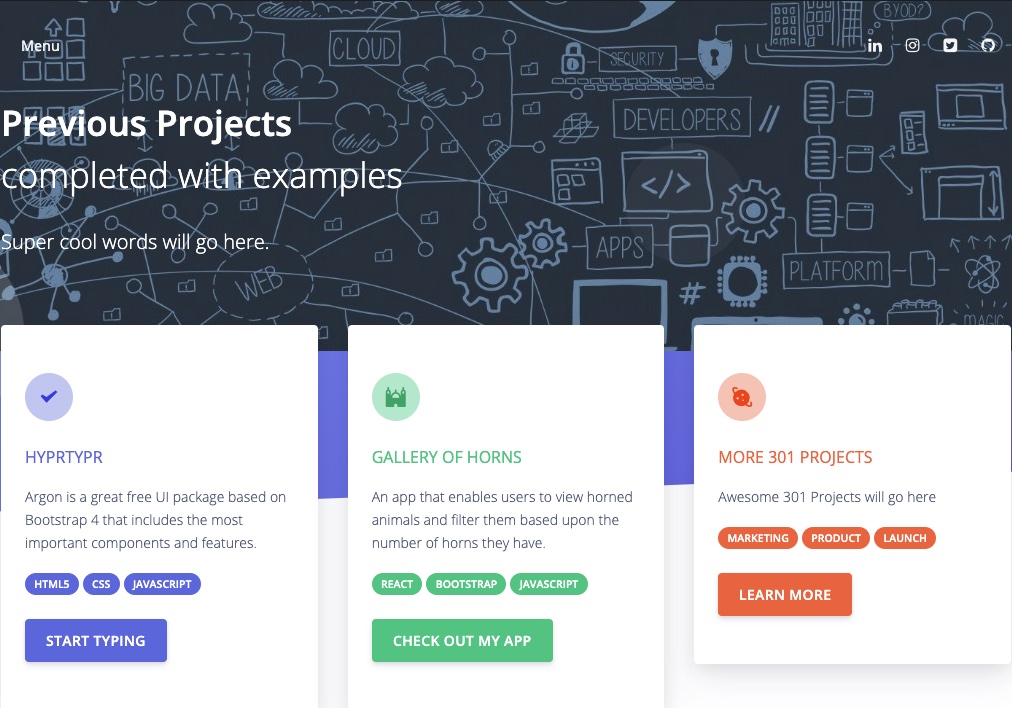 BYOD?
Menu
CLOUD
SECURITY
BIG DATA
DEVELOPERS //
Previous Projects
completed with examples
</>
Super cool words will go here.
APPS
PLATFORM
WEB
#
MAGIC
HYPRTYPR
Argon is a great free UI package based on
Bootstrap 4 that includes the most
important components and features.
HTML5 CSS JAVASCRIPT
START TYPING
GALLERY OF HORNS
An app that enables users to view horned
animals and filter them based upon the
number of horns they have.
REACT BOOTSTRAP JAVASCRIPT
CHECK OUT MY APP
MORE 301 PROJECTS
Awesome 301 Projects will go here
MARKETING PRODUCT LAUNCH
LEARN MORE